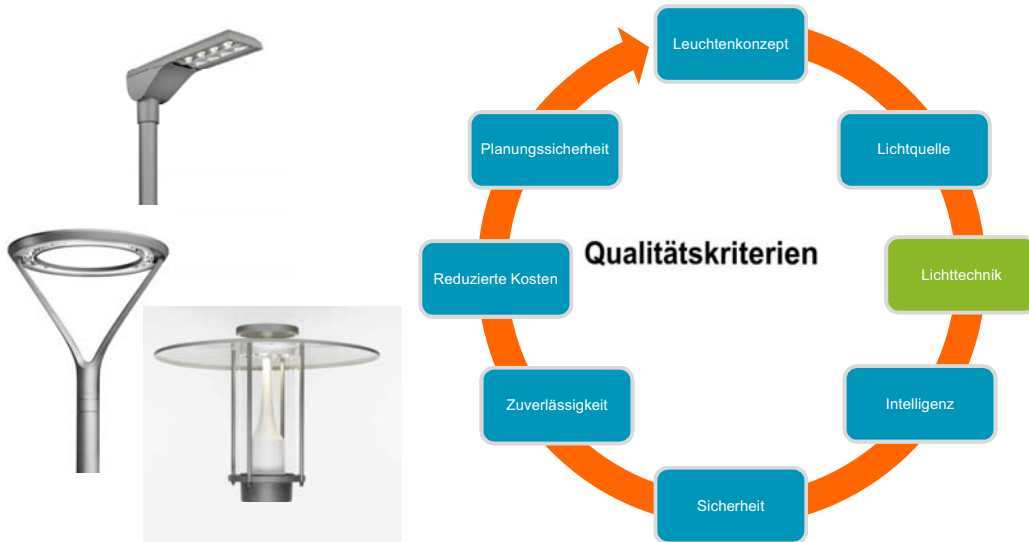 Leuchtenkonzept
Lichtquelle
Lichttechnik
Intelligenz
Sicherheit
Zuverlässigkeit
Reduzierte Kosten
Planungssicherheit
Qualitätskriterien